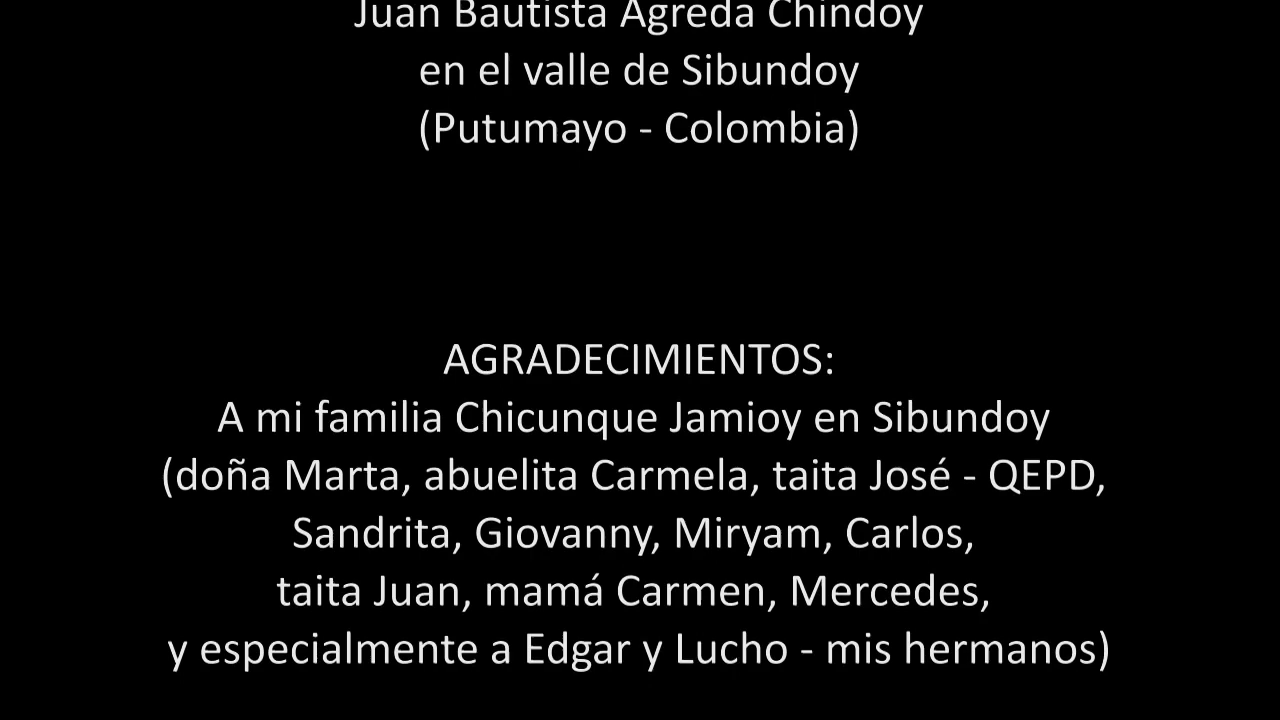 Juan Bautista Agreda Chindoy
en el valle de Sibundoy
(Putumayo - Colombia)
AGRADECIMIENTOS:
A mi familia Chicunque Jamioy en Sibundoy
(doña Marta, abuelita Carmela, taita José - QEPD,
Sandrita, Giovanny, Miryam, Carlos,
taita Juan, mamá Carmen, Mercedes,
y especialmente a Edgar y Lucho - mis hermanos)